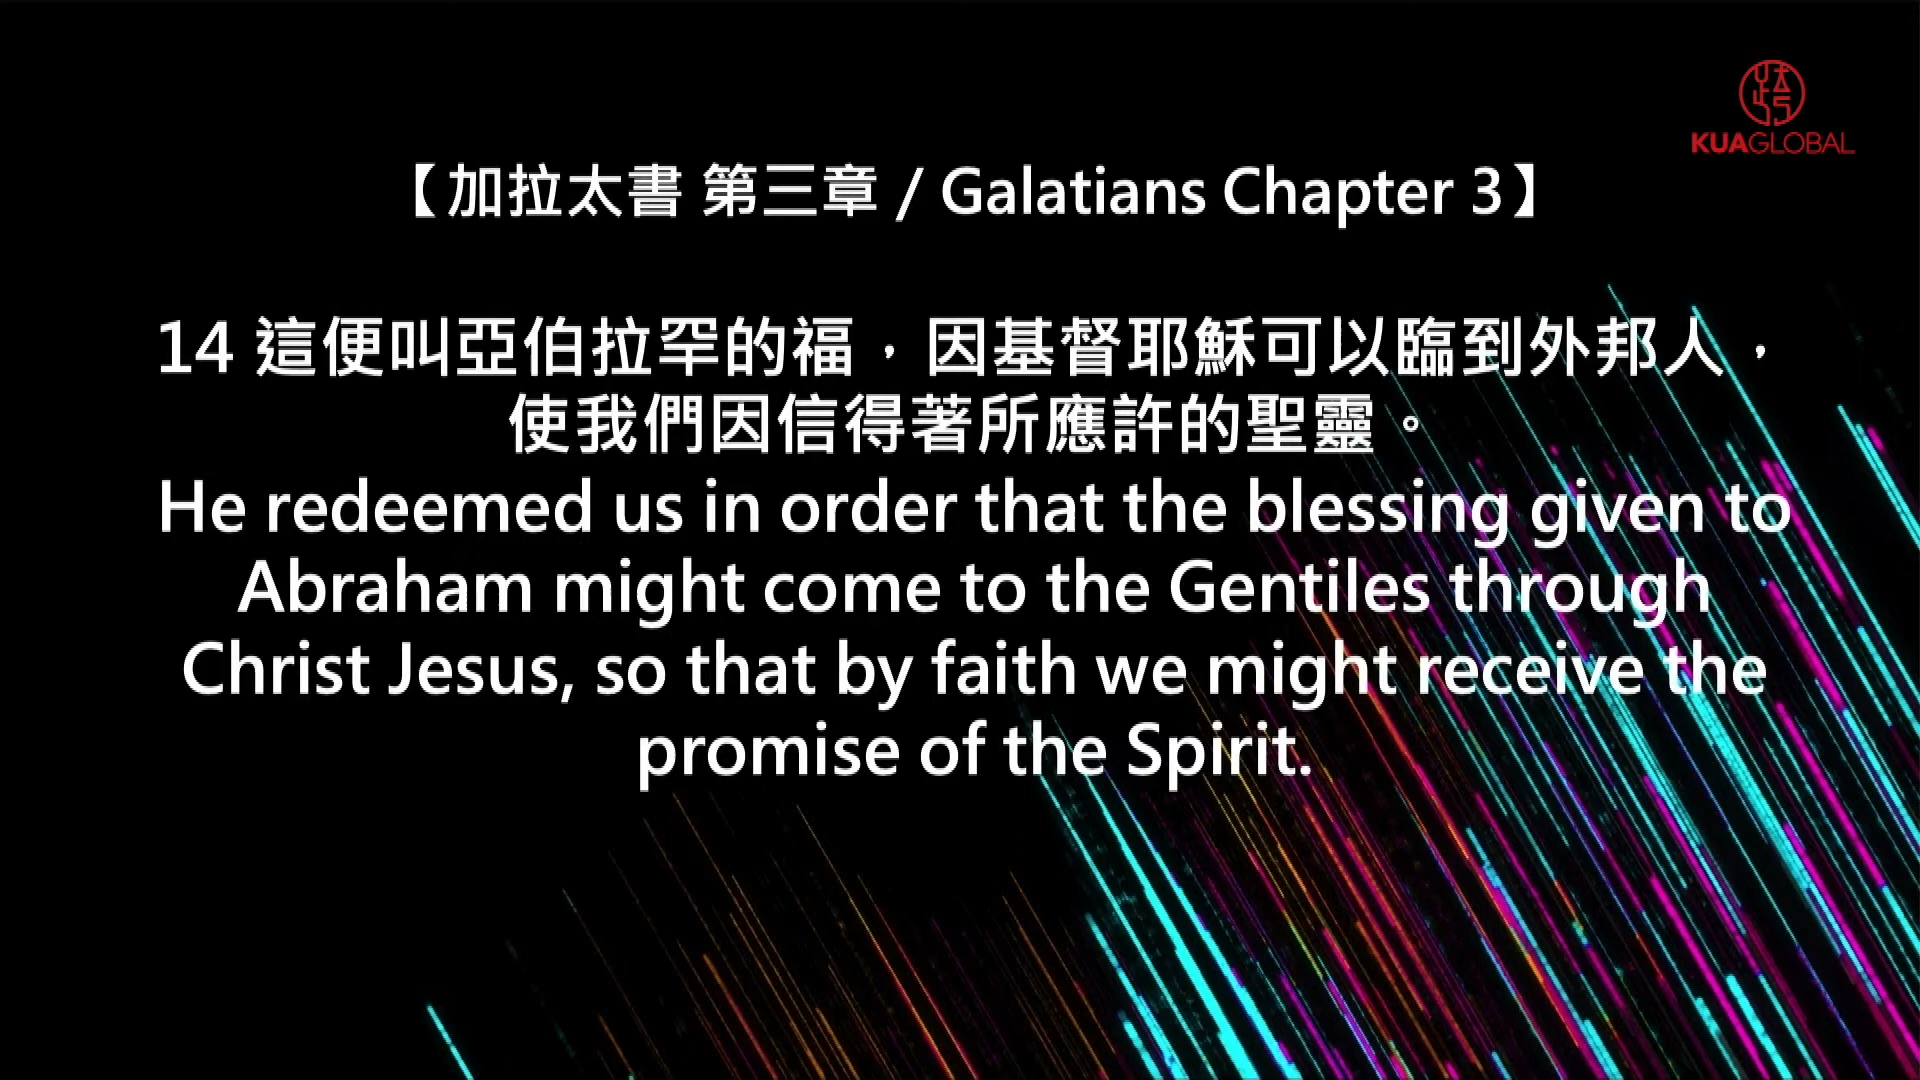 KUAGLOBAL
【加拉太書 第三章 / Galatians Chapter 3】
14 這便叫亞伯拉罕的福，因基督耶穌可以臨到外邦人，
使我們因信得著所應許的聖靈。
He redeemed us in order that the blessing given to
Abraham might come to the Gentiles through
Christ Jesus, so that by faith we might receive the
promise of the Spirit.